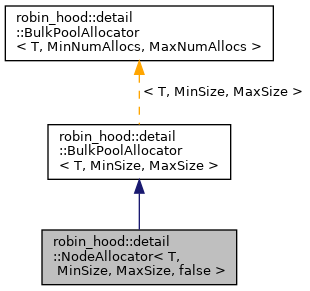 robin_hood::detail
::BulkPoolAllocator
< T, MinNumAllocs, MaxNumAllocs >
< T, MinSize, MaxSize >
robin_hood::detail
::BulkPoolAllocator
< T, MinSize, MaxSize >
robin_hood::detail
::NodeAllocator< T,
MinSize, MaxSize, false >